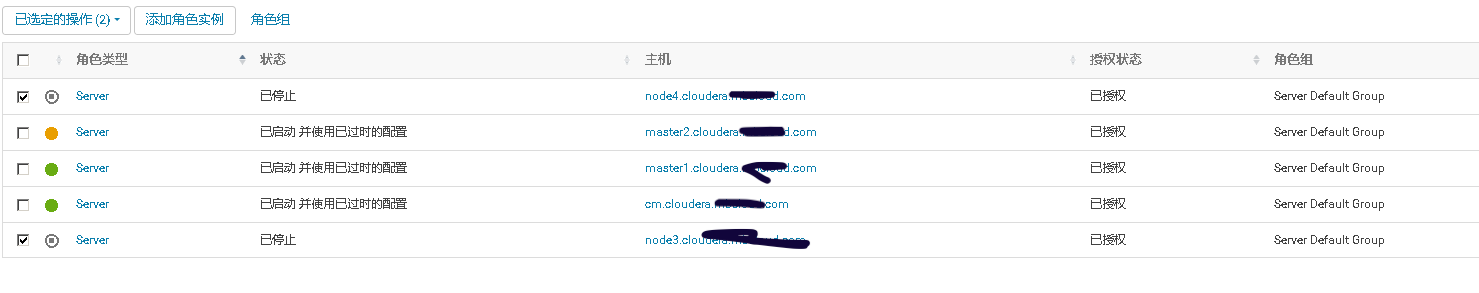 已选定的操作 (2) 添加角色实例 角色组
角色类型 状态 主机 授权状态 角色组
Server 已停止 node4.cloudera. .com 已授权 Server Default Group
Server 已启动 并使用已过时的配置 master2.cloudera. .com 已授权 Server Default Group
Server 已启动 并使用已过时的配置 master1.cloudera. .com 已授权 Server Default Group
Server 已启动 并使用已过时的配置 cm.cloudera. .com 已授权 Server Default Group
Server 已停止 node3.cloudera. 已授权 Server Default Group